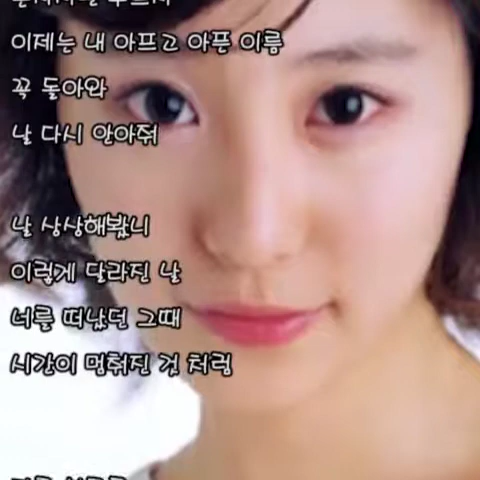 이제는 내 아프고 아픈 이름
꼭 돌아와
날 다시 안아줘
날 상상해봤니
이렇게 달라진 날
너를 떠났던 그때
시간이 멈춰진 것 처럼